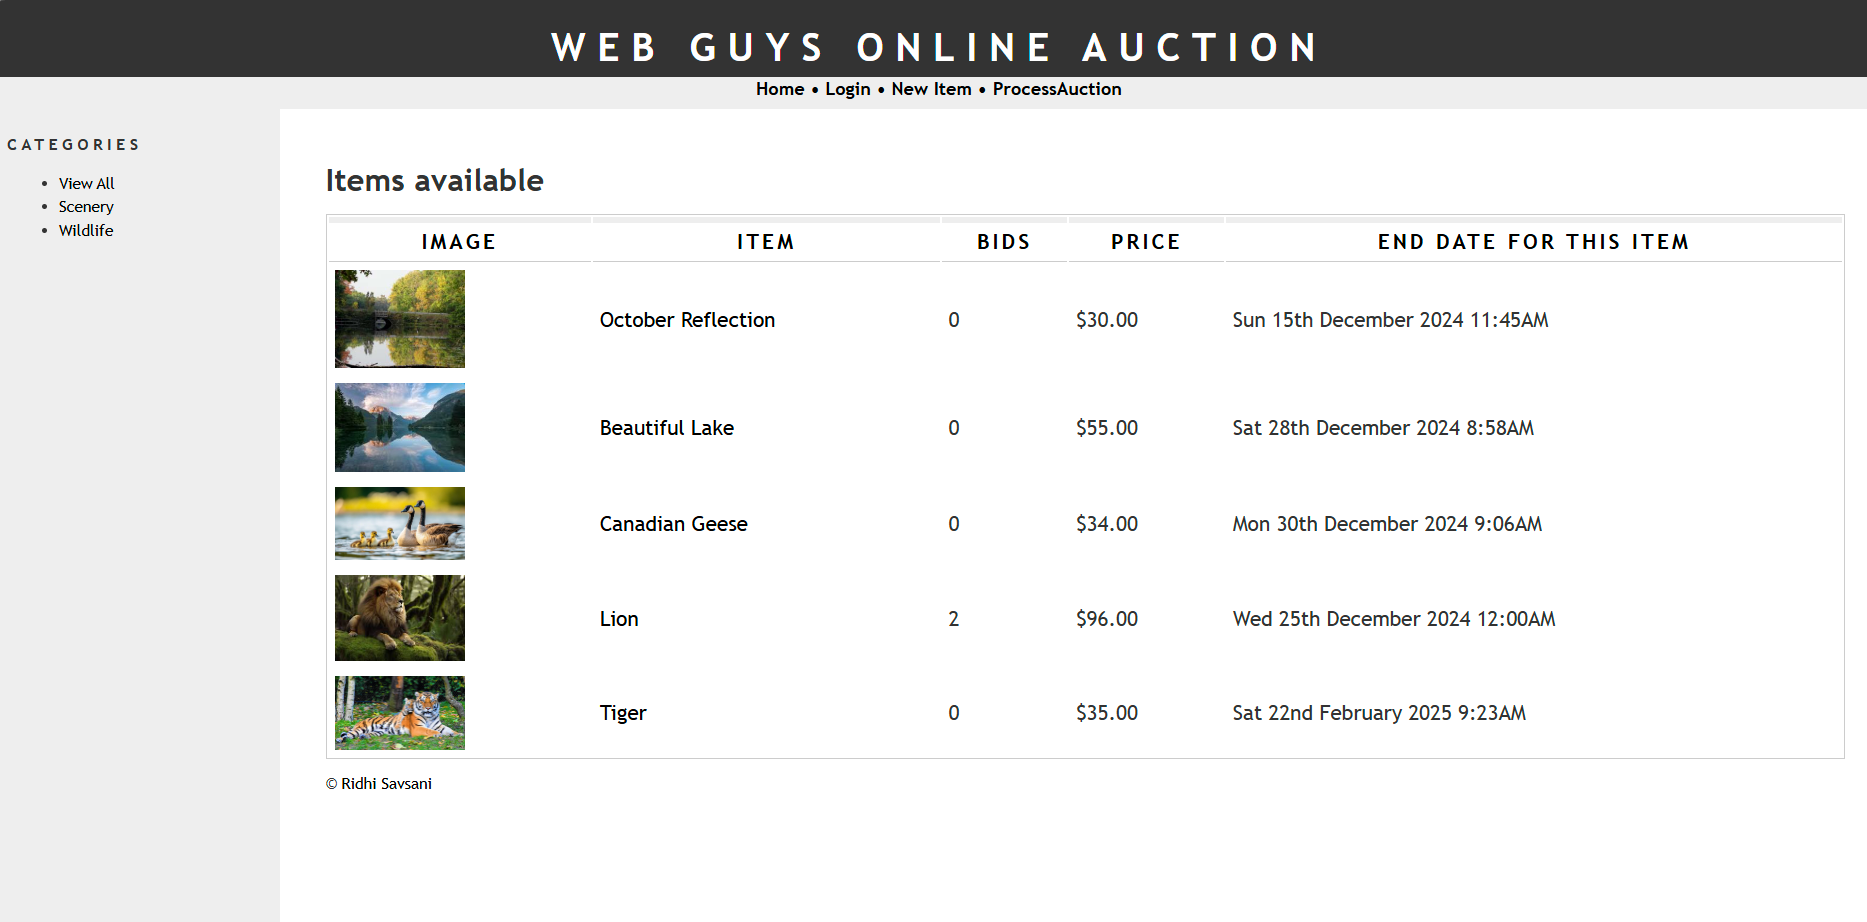 WEB GUYS ONLINE AUCTION
Home • Login • New Item • ProcessAuction
CATEGORIES
• View All
• Scenery
• Wildlife
Items available
IMAGE ITEM BIDS PRICE END DATE FOR THIS ITEM
October Reflection 0 $30.00 Sun 15th December 2024 11:45AM
Beautiful Lake 0 $55.00 Sat 28th December 2024 8:58AM
Canadian Geese 0 $34.00 Mon 30th December 2024 9:06AM
Lion 2 $96.00 Wed 25th December 2024 12:00AM
Tiger 0 $35.00 Sat 22nd February 2025 9:23AM
© Ridhi Savsani